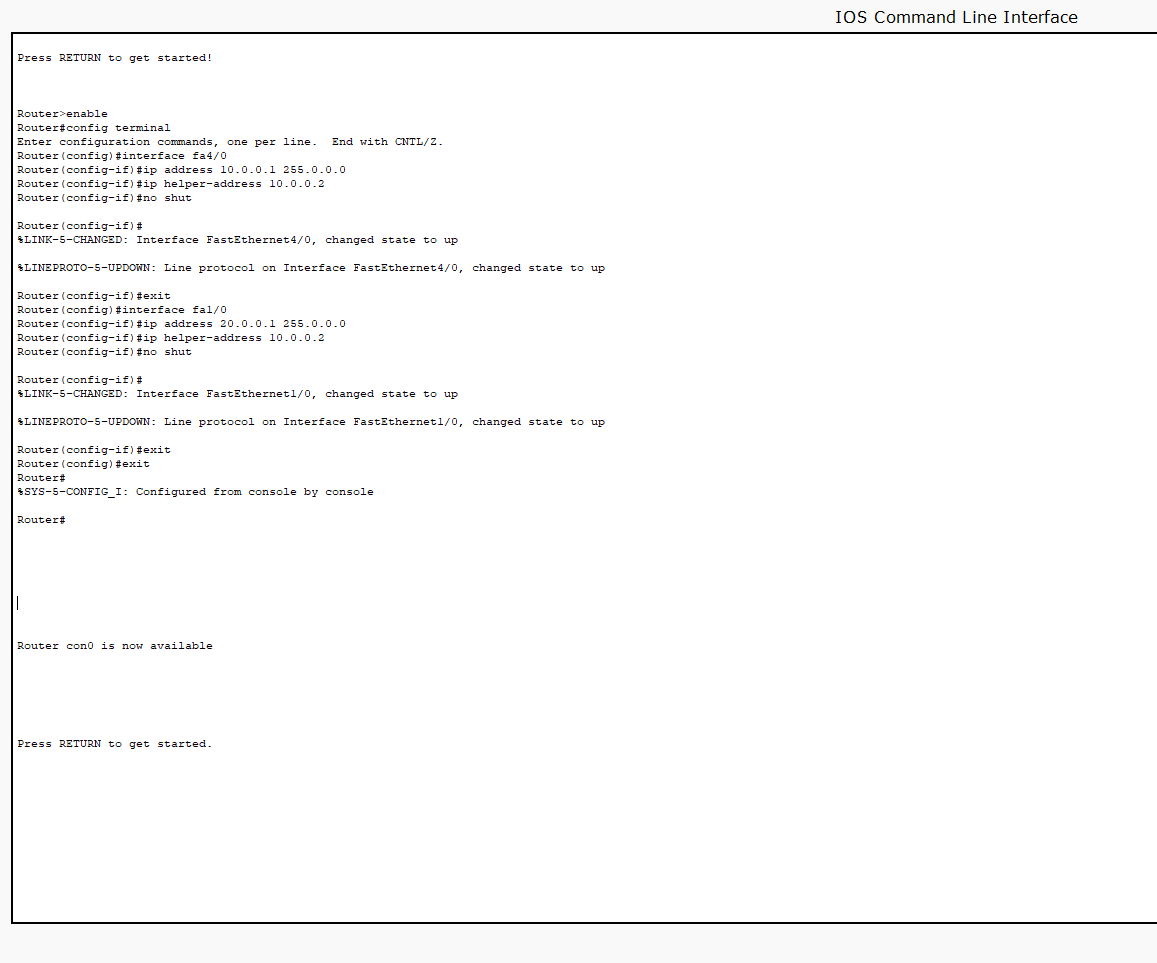 IOS Command Line Interface
Press RETURN to get started!
Router>enable
Router#config terminal
Enter configuration commands, one per line.  End with CNTL/Z.
Router(config)#interface fa4/0
Router(config-if)#ip address 10.0.0.1 255.0.0.0
Router(config-if)#ip helper-address 10.0.0.2
Router(config-if)#no shut
Router(config-if)#
%LINK-5-CHANGED: Interface FastEthernet4/0, changed state to up
%LINEPROTO-5-UPDOWN: Line protocol on Interface FastEthernet4/0, changed state to up
Router(config-if)#exit
Router(config)#interface fa1/0
Router(config-if)#ip address 20.0.0.1 255.0.0.0
Router(config-if)#ip helper-address 10.0.0.2
Router(config-if)#no shut
Router(config-if)#
%LINK-5-CHANGED: Interface FastEthernet1/0, changed state to up
%LINEPROTO-5-UPDOWN: Line protocol on Interface FastEthernet1/0, changed state to up
Router(config-if)#exit
Router(config)#exit
Router#
%SYS-5-CONFIG_I: Configured from console by console
Router#
Router con0 is now available
Press RETURN to get started.